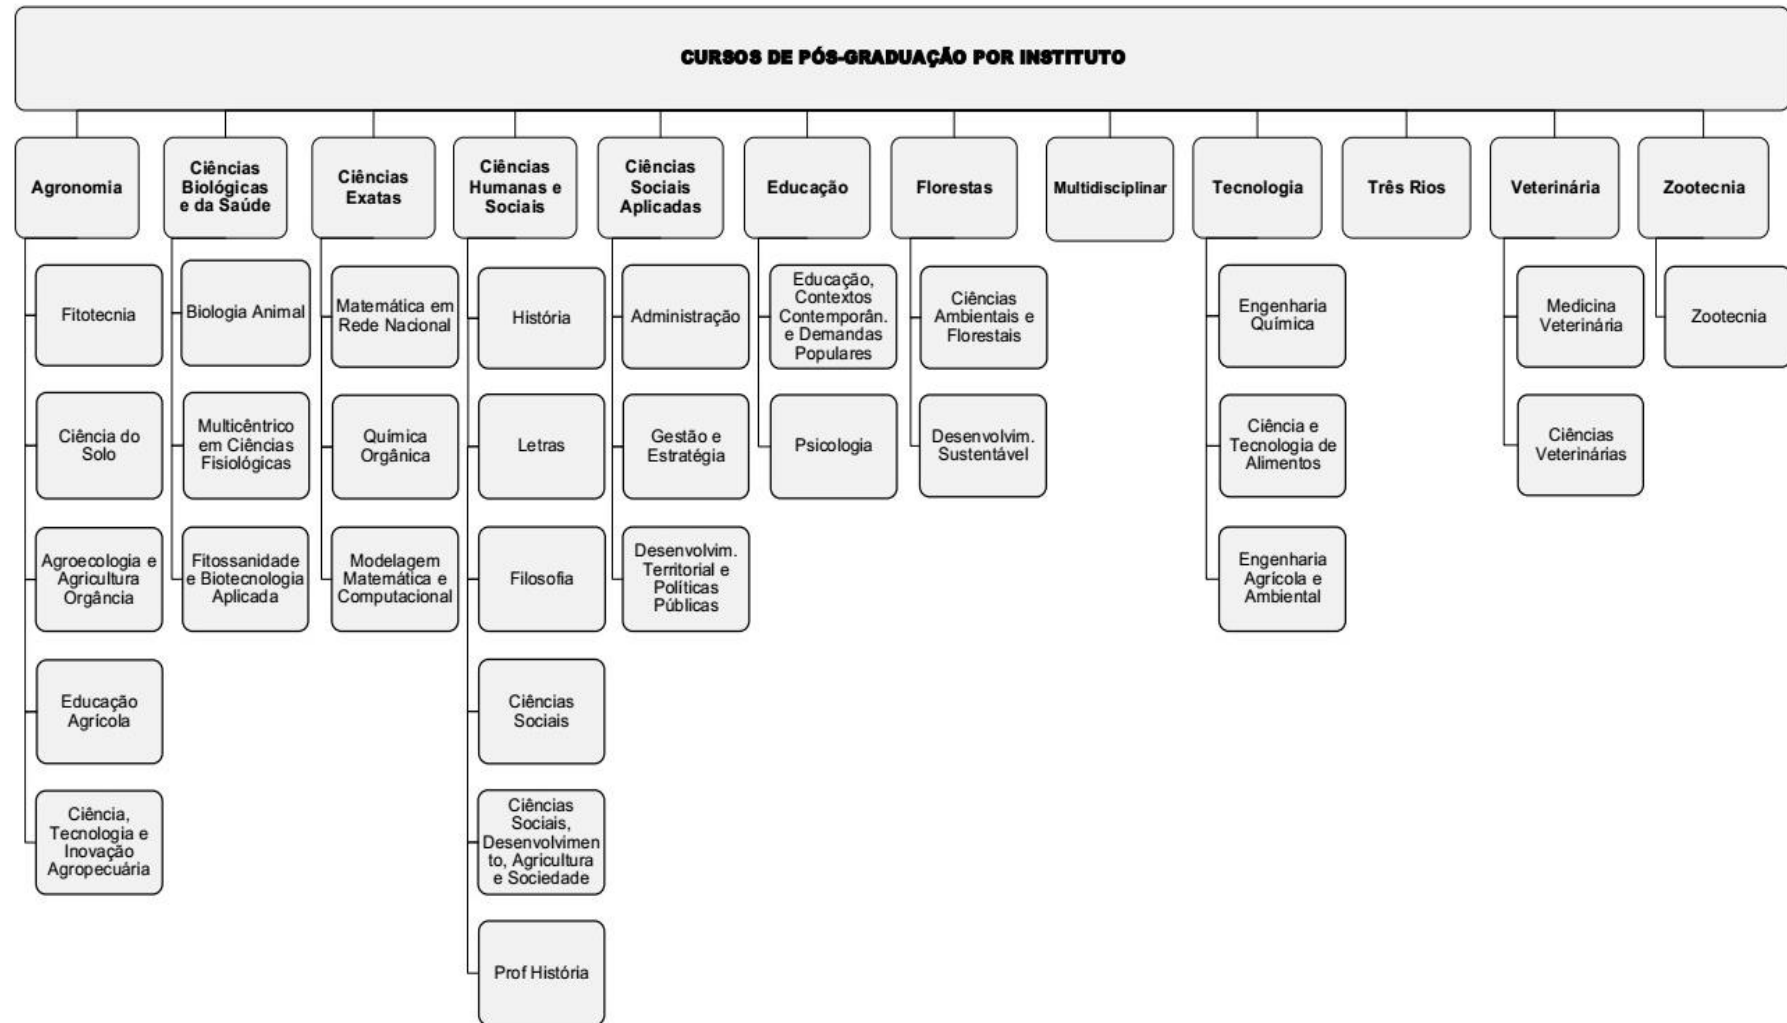 CURSOS DE PÓS-GRADUAÇÃO POR INSTITUTO
Agronomia
Ciências
Biológicas
e da Saúde
Ciências
Exatas
Ciências
Humanas e
Sociais
Ciências
Sociais
Aplicadas
Educação
Florestas
Multidisciplinar
Tecnologia
Três Rios
Veterinária
Zootecnia
Fitotecnia
Biologia Animal
Matemática em
Rede Nacional
História
Administração
Educação,
Contextos
Contemporân.
e Demandas
Populares
Ciências
Ambientais e
Florestais
Engenharia
Química
Medicina
Veterinária
Zootecnia
Ciência do
Solo
Multicêntrico
em Ciências
Fisiológicas
Química
Orgânica
Letras
Gestão e
Estratégia
Psicologia
Desenvolvim.
Sustentável
Ciência e
Tecnologia de
Alimentos
Ciências
Veterinárias
Agroecologia e
Agricultura
Orgância
Fitossanidade
e Biotecnologia
Aplicada
Modelagem
Matemática e
Computacional
Filosofia
Desenvolvim.
Territorial e
Políticas
Públicas
Engenharia
Agrícola e
Ambiental
Educação
Agrícola
Ciências
Sociais
Ciência,
Tecnologia e
Inovação
Agropecuária
Ciências
Sociais,
Desenvolvimen
to, Agricultura
e Sociedade
Prof História